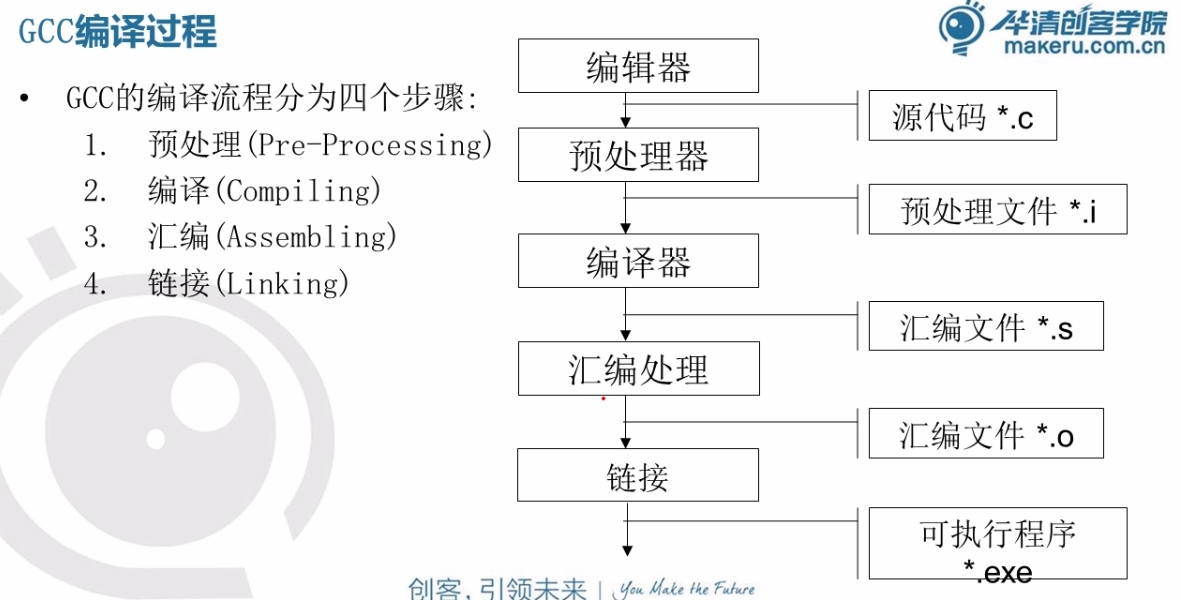 GCC编译过程
华清创客学院
makeru.com.cn
• GCC的编译流程分为四个步骤:
1. 预处理(Pre-Processing)
2. 编译(Compiling)
3. 汇编(Assembling)
4. 链接(Linking)
编辑器
源代码 *.c
预处理器
预处理文件 *.i
编译器
汇编文件 *.s
汇编处理
汇编文件 *.o
链接
可执行程序
*.exe
创客,引领未来 | You Make the Future